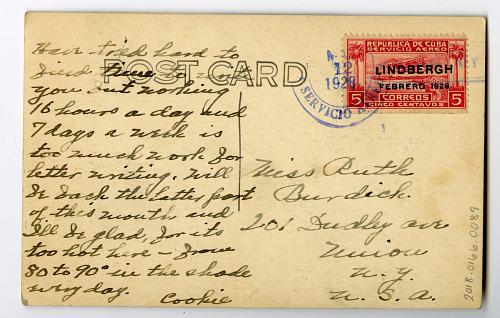 Have tried hard to
find time to write
you but working
16 hours a day and
7 days a week is
too much work for
letter writing. Will
be back the latter part
of this month and
I'll be glad, for its
too hot here - from
80 to 90° in the shade
every day.
Cookie
POST CARD
12
1928
SERVICIO
REPUBLICA DE CUBA
SERVICIO AEREO
LINDBERGH
FEBRERO 1928
5 CORREOS 5
CINCO CENTAVOS
Miss Ruth
Burdick
201 Dudley ave
Union
N.Y.
U.S.A.
2018.0166.0089